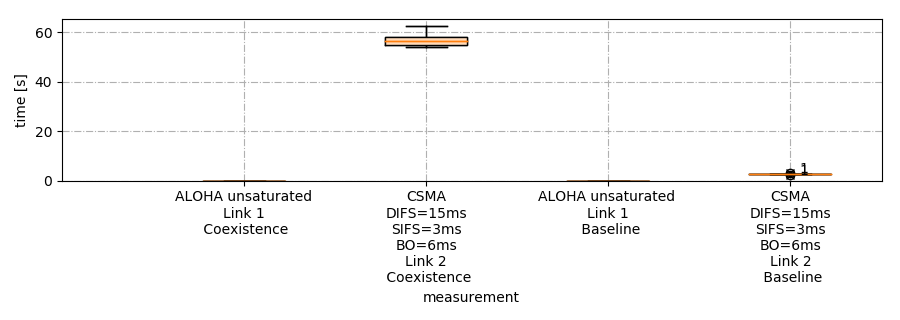 60
40
20
0
time [s]
1
ALOHA unsaturated
Link 1
Coexistence
CSMA
DIFS=15ms
SIFS=3ms
BO=6ms
Link 2
Coexistence
ALOHA unsaturated
Link 1
Baseline
CSMA
DIFS=15ms
SIFS=3ms
BO=6ms
Link 2
Baseline
measurement